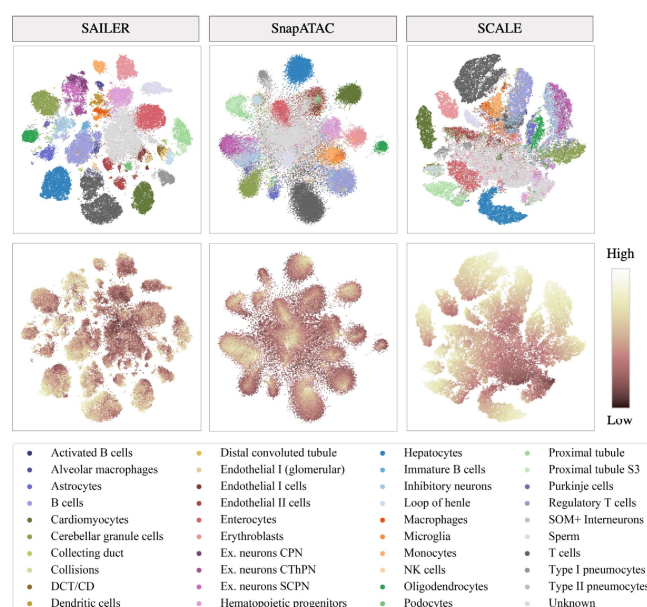 SAILER
SnapATAC
SCALE
High
Low
Activated B cells
Alveolar macrophages
Astrocytes
B cells
Cardiomyocytes
Cerebellar granule cells
Collecting duct
Collisions
DCT/CD
Dendritic cells
Distal convoluted tubule
Endothelial I (glomerular)
Endothelial I cells
Endothelial II cells
Enterocytes
Erythroblasts
Ex. neurons CPN
Ex. neurons CThPN
Ex. neurons SCPN
Hematopoietic progenitors
Hepatocytes
Immature B cells
Inhibitory neurons
Loop of henle
Macrophages
Microglia
Monocytes
NK cells
Oligodendrocytes
Podocytes
Proximal tubule
Proximal tubule S3
Purkinje cells
Regulatory T cells
SOM+ Interneurons
Sperm
T cells
Type I pneumocytes
Type II pneumocytes
Unknown